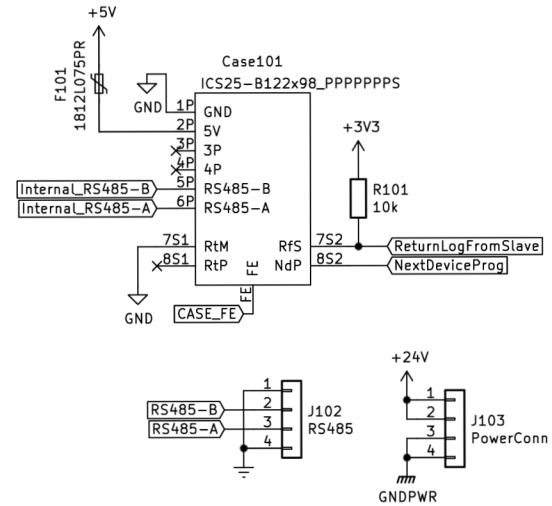 +5V
F101
1812L075PR
Case101
ICS25-B122x98_PPPPPPPS
GND
1P GND
2P 5V
3P 3P
4P 4P
Internal_RS485-B 5P RS485-B
Internal_RS485-A 6P RS485-A
+3V3
R101
10k
7S1 RtM RfS 7S2 ReturnLogFromSlave
8S1 RtP NdP 8S2 NextDeviceProg
FE
FE
GND
CASE_FE
1
RS485-B 2
RS485-A 3
4
J102
RS485
+24V
1
2
3
4
J103
PowerConn
GNDPWR